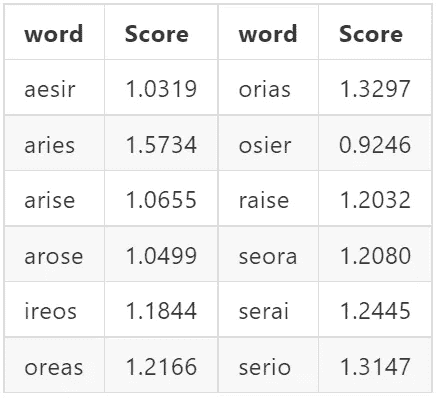 word Score word Score
aesir 1.0319 orias 1.3297
aries 1.5734 osier 0.9246
arise 1.0655 raise 1.2032
arose 1.0499 seora 1.2080
ireos 1.1844 serai 1.2445
oreas 1.2166 serio 1.3147